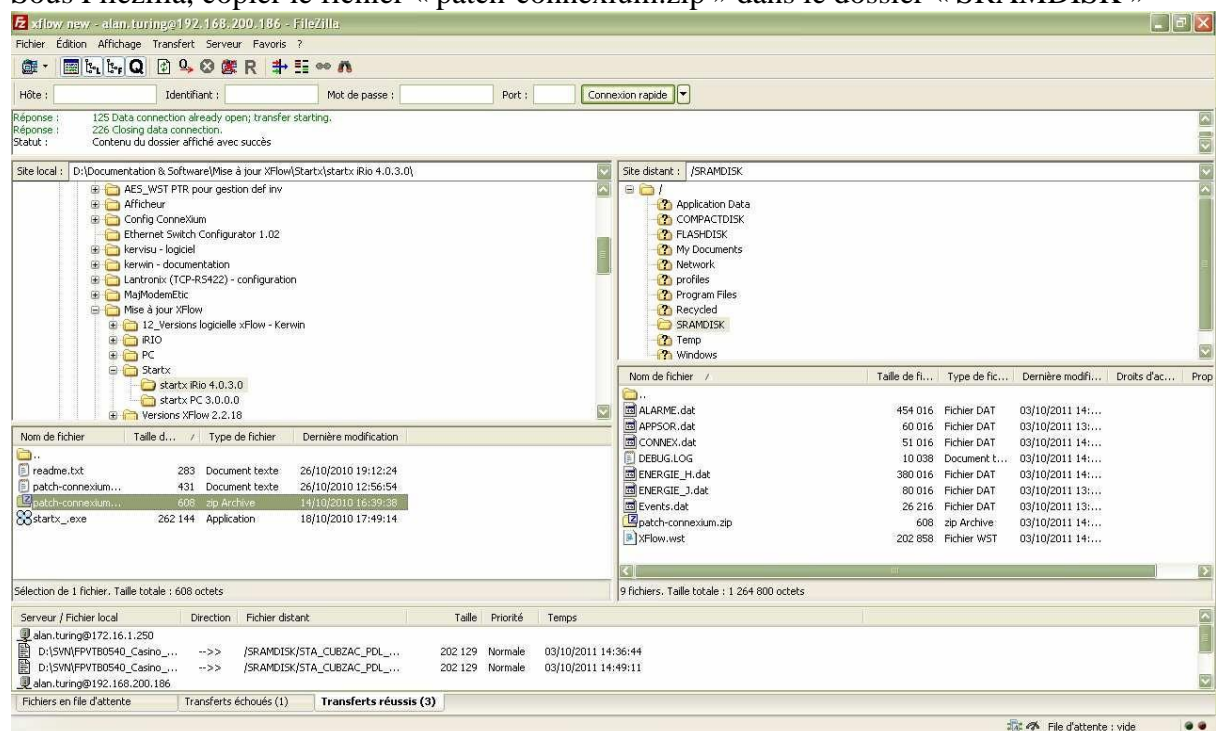 Sous Filezilla, copier le fichier « patch-connexium.zip » dans le dossier « SRAMDISK »
xflow new - alan.turing@192.168.200.186 - FileZilla
Fichier Édition Affichage Transfert Serveur Favoris ?
Hôte : Identifiant : Mot de passe : Port : Connexion rapide
Réponse : 125 Data connection already open; transfer starting.
Réponse : 226 Closing data connection.
Statut : Contenu du dossier affiché avec succès
Site local : D:\Documentation & Software\Mise à jour XFlow\Startx\startx iRio 4.0.3.0\
AES_WST PTR pour gestion def inv
Afficheur
Config ConneXium
Ethernet Switch Configurator 1.02
kervisu - logiciel
kerwin - documentation
Lantronix (TCP-RS422) - configuration
MajModemEtic
Mise à jour XFlow
12_Versions logicielle xFlow - Kerwin
iRIO
PC
Startx
startx iRio 4.0.3.0
startx PC 3.0.0.0
Versions XFlow 2.2.18
Nom de fichier Taille d... / Type de fichier Dernière modification
..
readme.txt 283 Document texte 26/10/2010 19:12:24
patch-connexium... 431 Document texte 26/10/2010 12:56:54
patch-connexium... 608 zip Archive 14/10/2010 16:39:38
startx_.exe 262 144 Application 18/10/2010 17:49:14
Sélection de 1 fichier. Taille totale : 608 octets
Site distant : /SRAMDISK
/
Application Data
COMPACTDISK
FLASHDISK
My Documents
Network
profiles
Program Files
Recycled
SRAMDISK
Temp
Windows
Nom de fichier / Taille de fi... Type de fic... Dernière modifi... Droits d'ac... Prop
..
ALARME.dat 454 016 Fichier DAT 03/10/2011 14:...
APPSOR.dat 60 016 Fichier DAT 03/10/2011 13:...
CONNEX.dat 51 016 Fichier DAT 03/10/2011 14:...
DEBUG.LOG 10 038 Document t... 03/10/2011 14:...
ENERGIE_H.dat 380 016 Fichier DAT 03/10/2011 14:...
ENERGIE_J.dat 80 016 Fichier DAT 03/10/2011 13:...
Events.dat 26 216 Fichier DAT 03/10/2011 13:...
patch-connexium.zip 608 zip Archive 03/10/2011 14:...
XFlow.wst 202 858 Fichier WST 03/10/2011 14:...
9 fichiers. Taille totale : 1 264 800 octets
Serveur / Fichier local Direction Fichier distant Taille Priorité Temps
alan.turing@172.16.1.250
D:\SVN\FPVTB0540_Casino_... -->> /SRAMDISK/STA_CUBZAC_PDL_... 202 129 Normale 03/10/2011 14:36:44
D:\SVN\FPVTB0540_Casino_... -->> /SRAMDISK/STA_CUBZAC_PDL_... 202 129 Normale 03/10/2011 14:49:11
alan.turing@192.168.200.186
Fichiers en file d'attente Transferts échoués (1) Transferts réussis (3)
File d'attente : vide